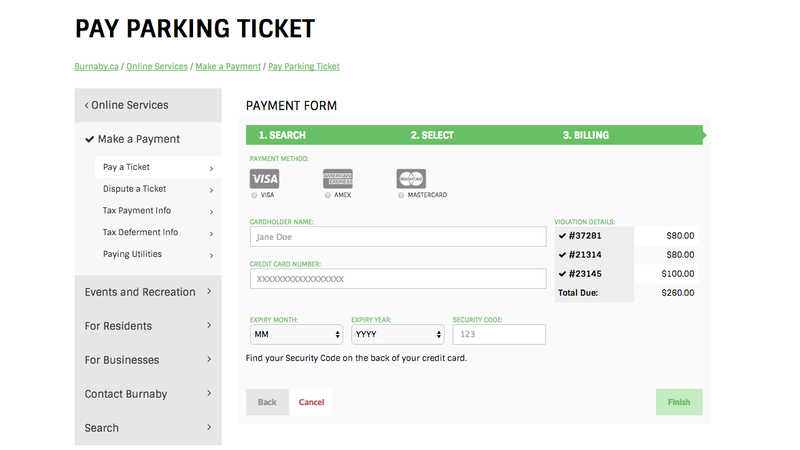 PAY PARKING TICKET
Burnaby.ca / Online Services / Make a Payment / Pay Parking Ticket
‹ Online Services
Make a Payment
Pay a Ticket ›
Dispute a Ticket ›
Tax Payment Info ›
Tax Deferment Info ›
Paying Utilities ›
Events and Recreation ›
For Residents ›
For Businesses ›
Contact Burnaby ›
Search ›
PAYMENT FORM
1. SEARCH 2. SELECT 3. BILLING
PAYMENT METHOD:
VISA AMERICAN EXPRESS MasterCard
VISA AMEX MASTERCARD
CARDHOLDER NAME:
Jane Doe
CREDIT CARD NUMBER:
XXXXXXXXXXXXXXXXX
EXPIRY MONTH: EXPIRY YEAR: SECURITY CODE:
MM YYYY 123
Find your Security Code on the back of your credit card.
VIOLATION DETAILS:
#37281 $80.00
#21314 $80.00
#23145 $100.00
Total Due: $260.00
Back Cancel Finish